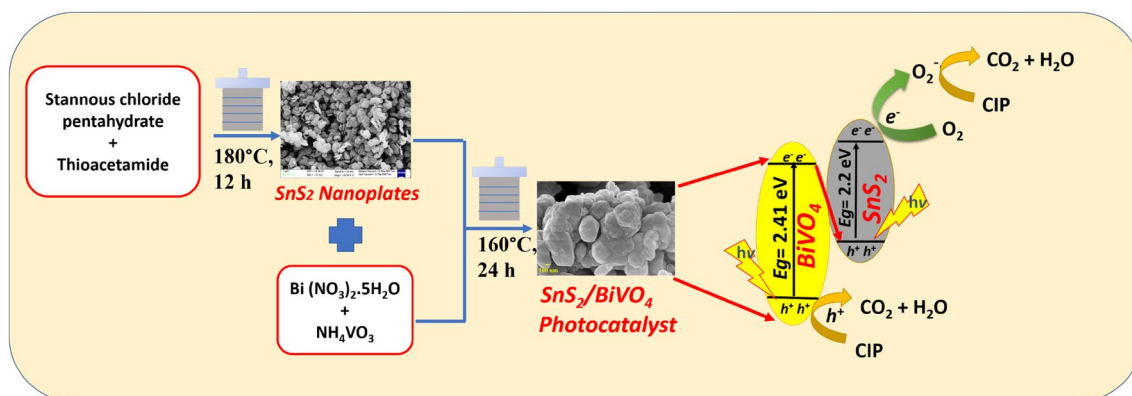 Stannous chloride
pentahydrate
+
Thioacetamide
180°C,
12 h
SnS2 Nanoplates
Bi (NO3)2.5H2O
+
NH4VO3
160°C,
24 h
100 nm
SnS2/BiVO4
Photocatalyst
e- e-
Eg= 2.41 eV
BiVO4
hν
h+ h+
e- e-
Eg= 2.2 eV
SnS2
hν
h+ h+
e-
O2
O2-
CO2 + H2O
CIP
h+
CO2 + H2O
CIP